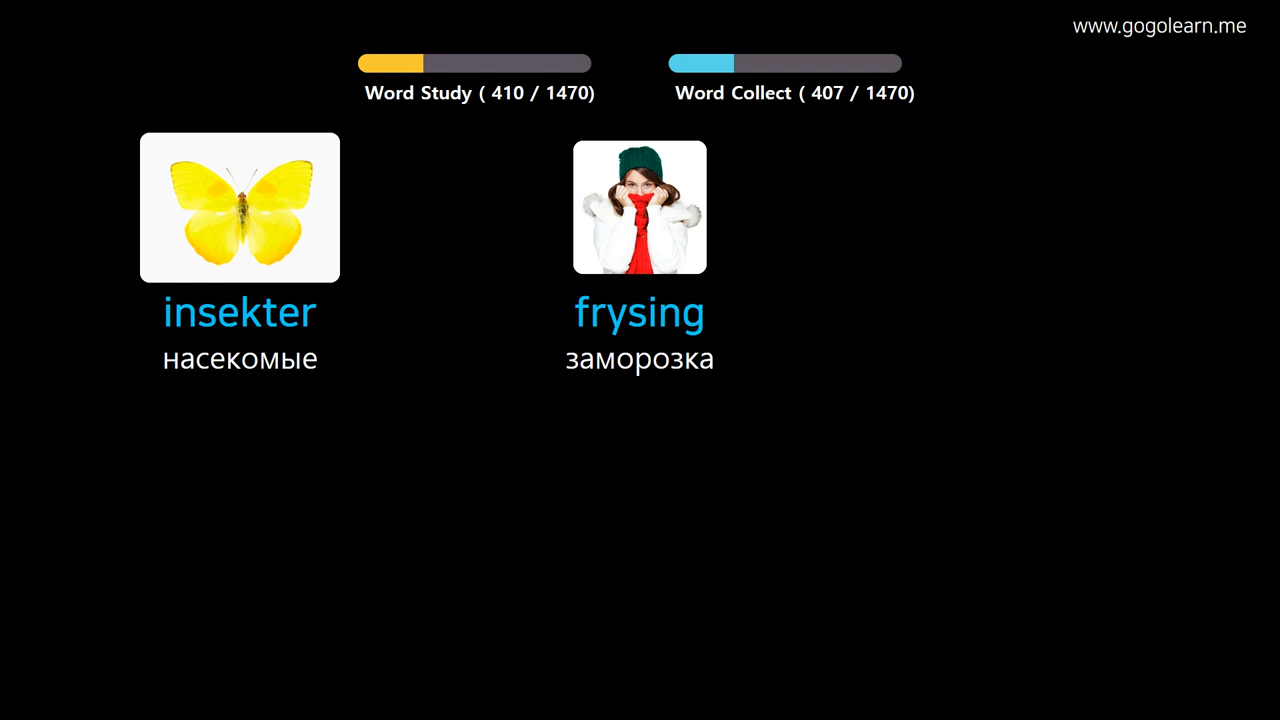 www.gogolearn.me
Word Study ( 410 / 1470)
Word Collect ( 407 / 1470)
insekter
насекомые
frysing
заморозка